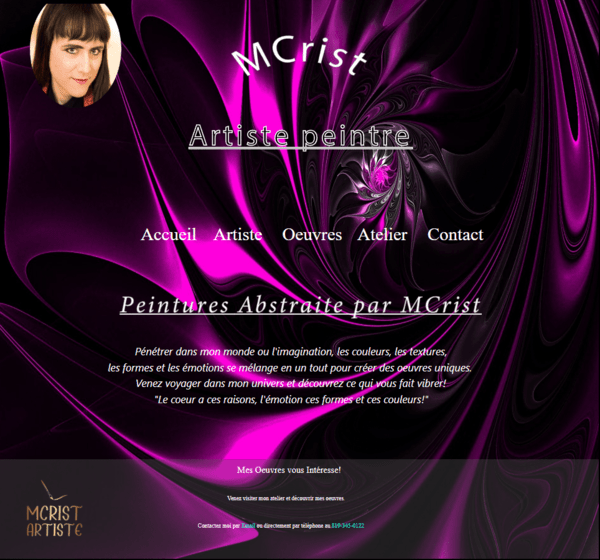 MCrist
Artiste peintre
Accueil Artiste Oeuvres Atelier Contact
Peintures Abstraite par MCrist
Pénétrer dans mon monde ou l'imagination, les couleurs, les textures,
les formes et les émotions se mélange en un tout pour créer des oeuvres uniques.
Venez voyager dans mon univers et découvrez ce qui vous fait vibrer!
"Le coeur a ces raisons, l'émotion ces formes et ces couleurs!"
Mes Oeuvres vous Intéresse!
Venez visiter mon atelier et découvrir mes oeuvres.
Contactez moi par Email ou directement par téléphone au 819-345-6122
MCRIST
ARTISTE